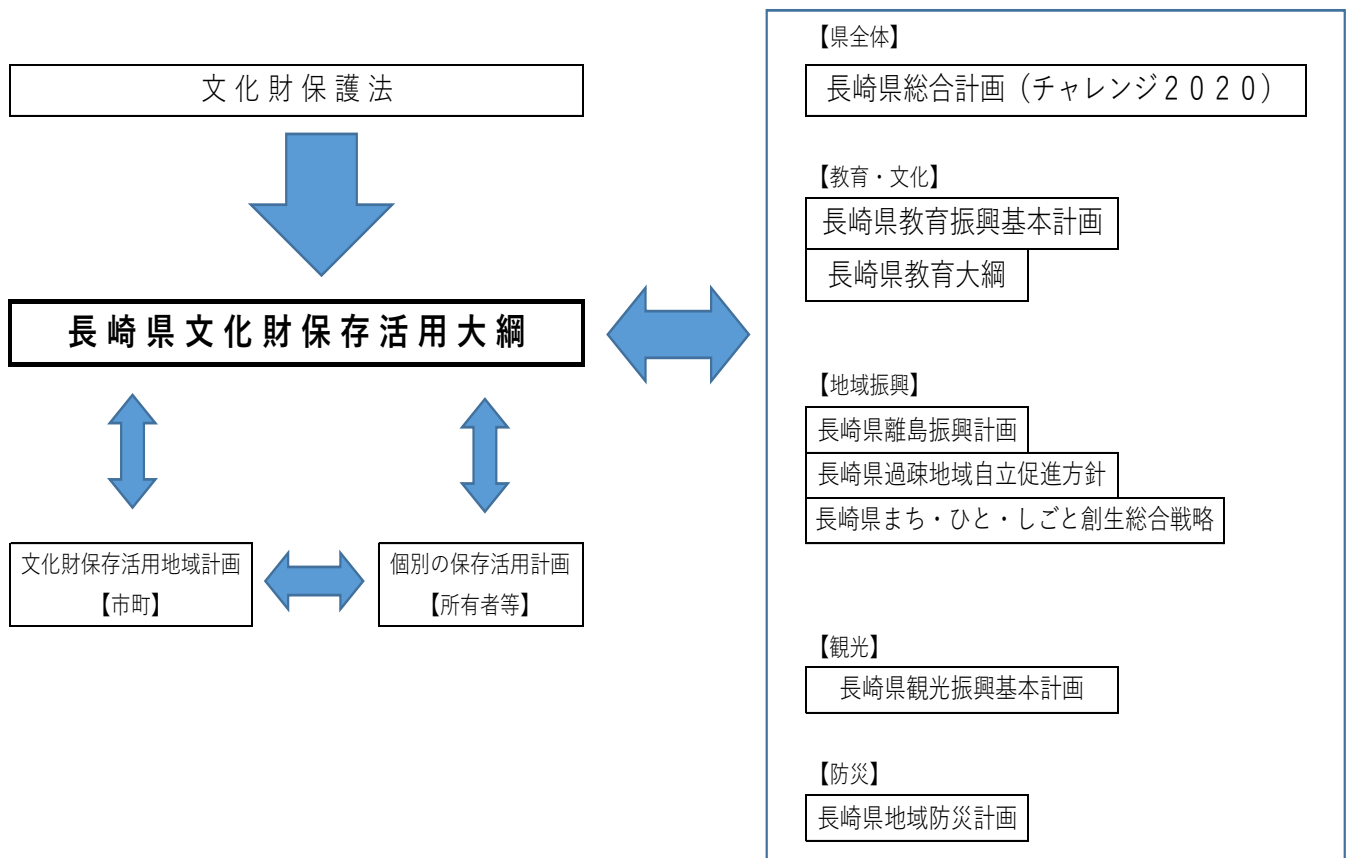 文化財保護法
長崎県文化財保存活用大綱
文化財保存活用地域計画
【市町】
個別の保存活用計画
【所有者等】
【県全体】
長崎県総合計画（チャレンジ２０２０）
【教育・文化】
長崎県教育振興基本計画
長崎県教育大綱
【地域振興】
長崎県離島振興計画
長崎県過疎地域自立促進方針
長崎県まち・ひと・しごと創生総合戦略
【観光】
長崎県観光振興基本計画
【防災】
長崎県地域防災計画